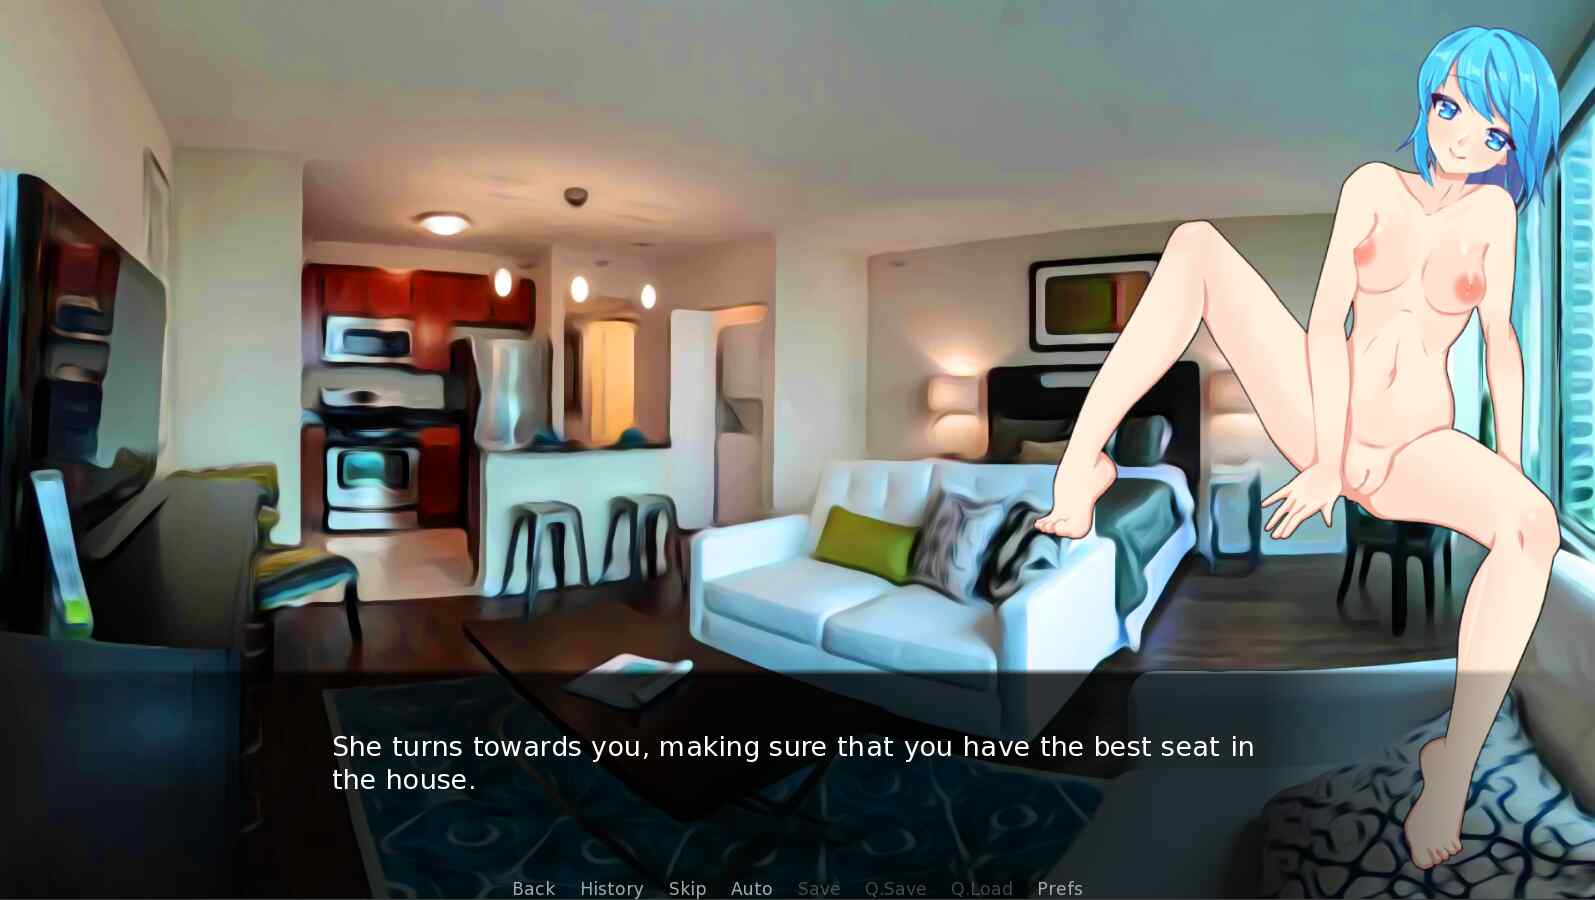 She turns towards you, making sure that you have the best seat in
the house.
Back History Skip Auto Save Q.Save Q.Load Prefs